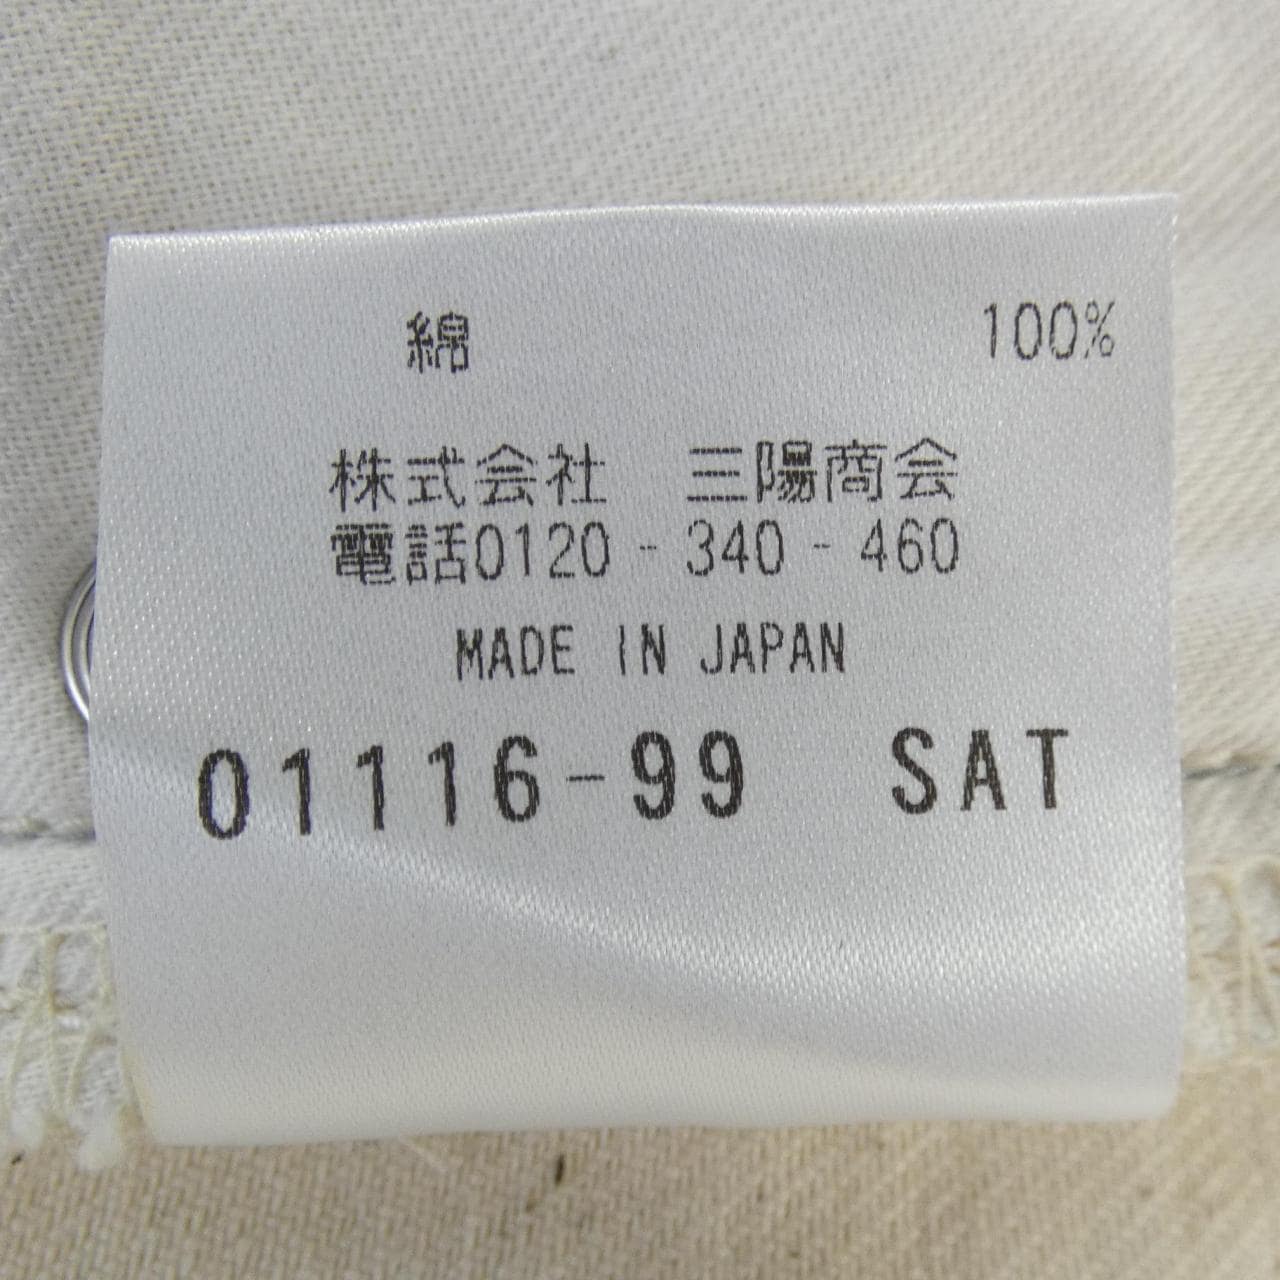 綿 100%
株式会社 三陽商会
電話0120-340-460
MADE IN JAPAN
01116-99 SAT